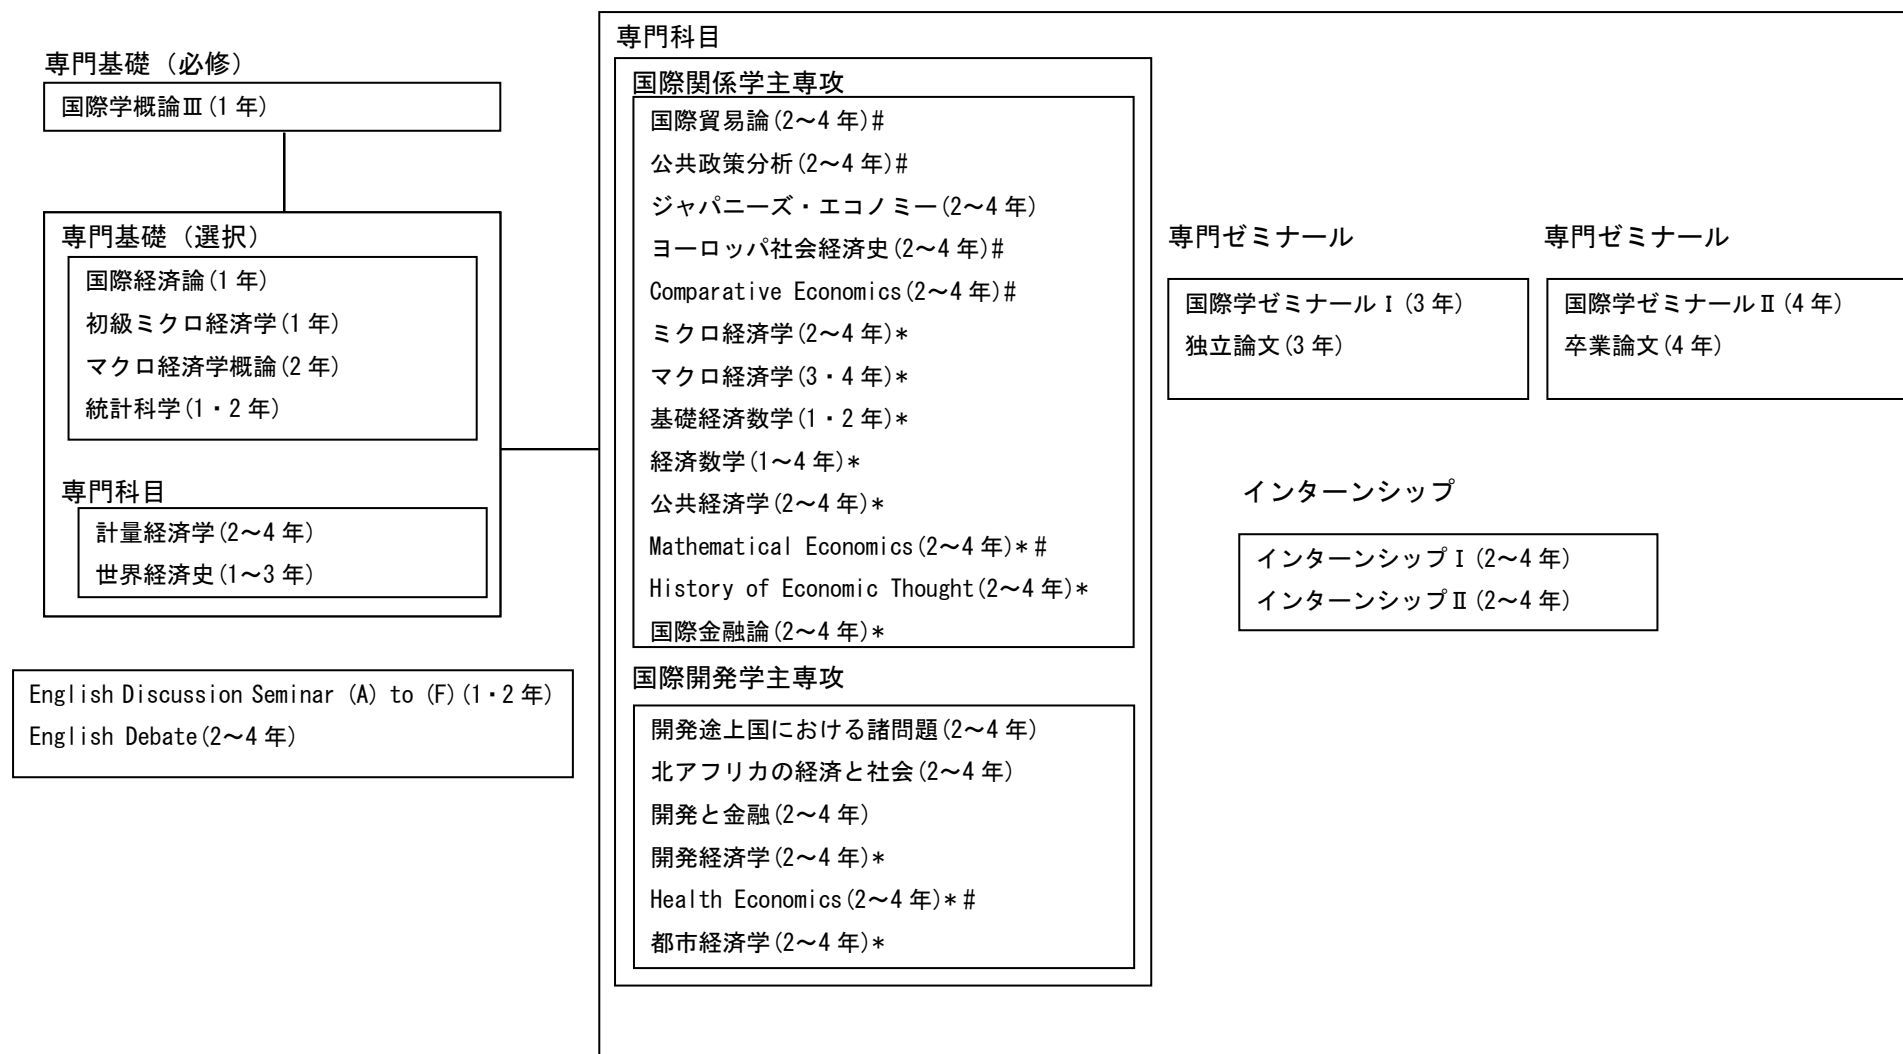 専門基礎（必修）
国際学概論Ⅲ(1 年)
専門基礎（選択）
国際経済論(1 年)
初級ミクロ経済学(1 年)
マクロ経済学概論(2 年)
統計科学(1・2 年)
専門科目
計量経済学(2～4 年)
世界経済史(1～3 年)
English Discussion Seminar (A) to (F)(1・2 年)
English Debate(2～4 年)
専門科目
国際関係学主専攻
国際貿易論(2～4 年)#
公共政策分析(2～4 年)#
ジャパニーズ・エコノミー(2～4 年)
ヨーロッパ社会経済史(2～4 年)#
Comparative Economics(2～4 年)#
ミクロ経済学(2～4 年)*
マクロ経済学(3・4 年)*
基礎経済数学(1・2 年)*
経済数学(1～4 年)*
公共経済学(2～4 年)*
Mathematical Economics(2～4 年)*#
History of Economic Thought(2～4 年)*
国際金融論(2～4 年)*
国際開発学主専攻
開発途上国における諸問題(2～4 年)
北アフリカの経済と社会(2～4 年)
開発と金融(2～4 年)
開発経済学(2～4 年)*
Health Economics(2～4 年)*#
都市経済学(2～4 年)*
専門ゼミナール
国際学ゼミナールⅠ(3 年)
独立論文(3 年)
専門ゼミナール
国際学ゼミナールⅡ(4 年)
卒業論文(4 年)
インターンシップ
インターンシップⅠ(2～4 年)
インターンシップⅡ(2～4 年)